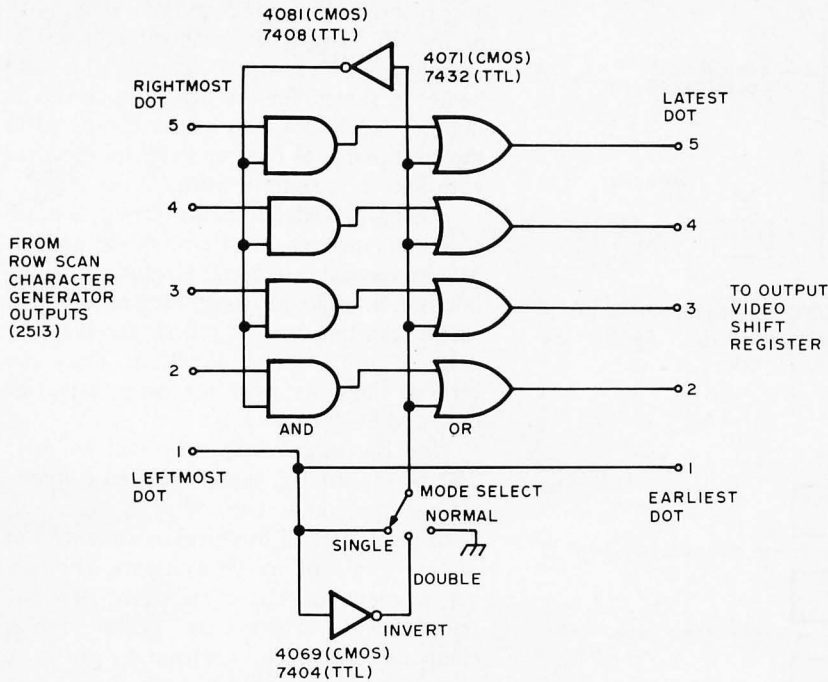 4081(CMOS)
7408(TTL)
4071(CMOS)
7432(TTL)
RIGHTMOST
DOT
LATEST
DOT
5
5
4
4
FROM
ROW SCAN
CHARACTER
GENERATOR
OUTPUTS
(2513)
3
3
TO OUTPUT
VIDEO
SHIFT
REGISTER
2
2
AND
OR
1
1
LEFTMOST
DOT
EARLIEST
DOT
MODE SELECT
NORMAL
SINGLE
DOUBLE
INVERT
4069(CMOS)
7404(TTL)